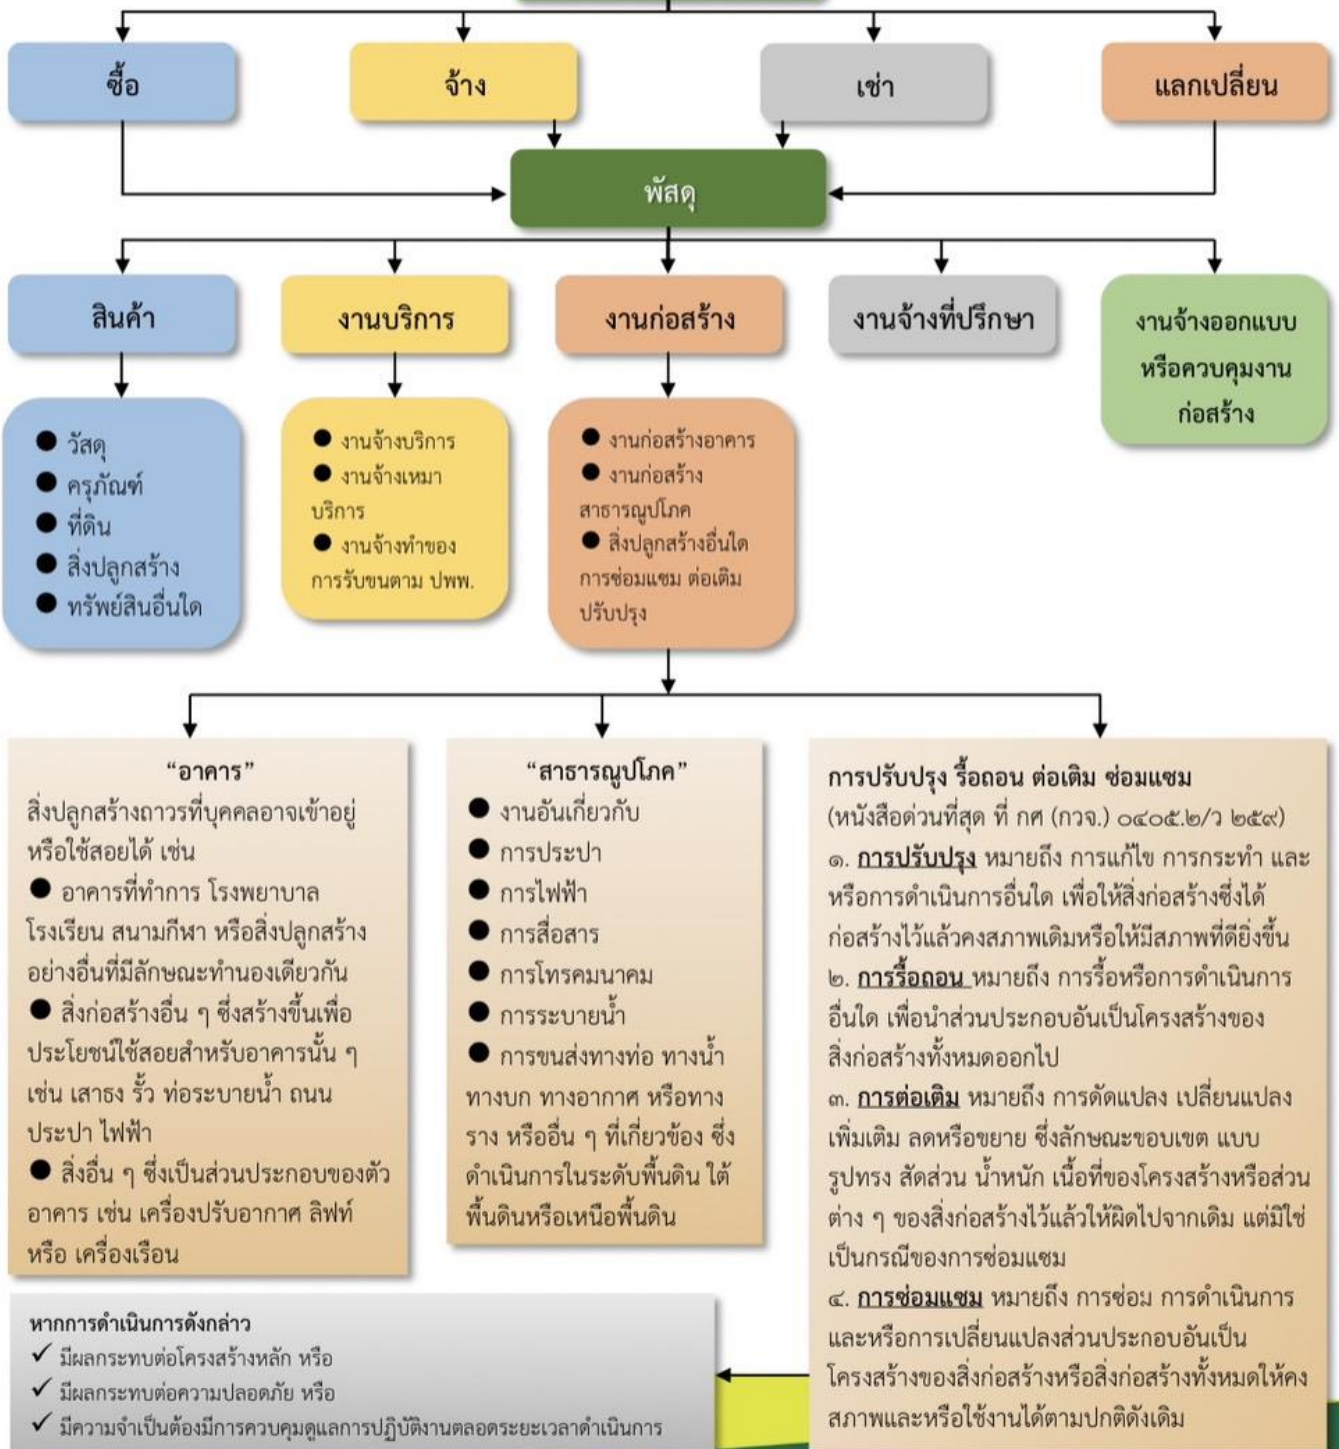 ซื้อ
จ้าง
เช่า
แลกเปลี่ยน
พัสดุ
สินค้า
งานบริการ
งานก่อสร้าง
งานจ้างที่ปรึกษา
งานจ้างออกแบบ
หรือควบคุมงาน
ก่อสร้าง
● วัสดุ
● ครุภัณฑ์
● ที่ดิน
● สิ่งปลูกสร้าง
● ทรัพย์สินอื่นใด
● งานจ้างบริการ
● งานจ้างเหมา
บริการ
● งานจ้างทำของ
การรับขนตาม ปพพ.
● งานก่อสร้างอาคาร
● งานก่อสร้าง
สาธารณูปโภค
● สิ่งปลูกสร้างอื่นใด
การซ่อมแซม ต่อเติม
ปรับปรุง
“อาคาร”
สิ่งปลูกสร้างถาวรที่บุคคลอาจเข้าอยู่
หรือใช้สอยได้ เช่น
● อาคารที่ทำการ โรงพยาบาล
โรงเรียน สนามกีฬา หรือสิ่งปลูกสร้าง
อย่างอื่นที่มีลักษณะทำนองเดียวกัน
● สิ่งก่อสร้างอื่น ๆ ซึ่งสร้างขึ้นเพื่อ
ประโยชน์ใช้สอยสำหรับอาคารนั้น ๆ
เช่น เสาธง รั้ว ท่อระบายน้ำ ถนน
ประปา ไฟฟ้า
● สิ่งอื่น ๆ ซึ่งเป็นส่วนประกอบของตัว
อาคาร เช่น เครื่องปรับอากาศ ลิฟท์
หรือ เครื่องเรือน
“สาธารณูปโภค”
● งานอันเกี่ยวกับ
● การประปา
● การไฟฟ้า
● การสื่อสาร
● การโทรคมนาคม
● การระบายน้ำ
● การขนส่งทางท่อ ทางน้ำ
ทางบก ทางอากาศ หรือทาง
ราง หรืออื่น ๆ ที่เกี่ยวข้อง ซึ่ง
ดำเนินการในระดับพื้นดิน ใต้
พื้นดินหรือเหนือพื้นดิน
การปรับปรุง รื้อถอน ต่อเติม ซ่อมแซม
(หนังสือด่วนที่สุด ที่ กศ (กวจ.) ๐๔๐๕.๒/ว ๒๕๙)
๑. การปรับปรุง หมายถึง การแก้ไข การกระทำ และ
หรือการดำเนินการอื่นใด เพื่อให้สิ่งก่อสร้างซึ่งได้
ก่อสร้างไว้แล้วคงสภาพเดิมหรือให้มีสภาพที่ดียิ่งขึ้น
๒. การรื้อถอน หมายถึง การรื้อหรือการดำเนินการ
อื่นใด เพื่อนำส่วนประกอบอันเป็นโครงสร้างของ
สิ่งก่อสร้างทั้งหมดออกไป
๓. การต่อเติม หมายถึง การดัดแปลง เปลี่ยนแปลง
เพิ่มเติม ลดหรือขยาย ซึ่งลักษณะขอบเขต แบบ
รูปทรง สัดส่วน น้ำหนัก เนื้อที่ของโครงสร้างหรือส่วน
ต่าง ๆ ของสิ่งก่อสร้างไว้แล้วให้ผิดไปจากเดิม แต่มิใช่
เป็นกรณีของการซ่อมแซม
๔. การซ่อมแซม หมายถึง การซ่อม การดำเนินการ
และหรือการเปลี่ยนแปลงส่วนประกอบอันเป็น
โครงสร้างของสิ่งก่อสร้างหรือสิ่งก่อสร้างทั้งหมดให้คง
สภาพและหรือใช้งานได้ตามปกติดังเดิม
หากการดำเนินการดังกล่าว
✓ มีผลกระทบต่อโครงสร้างหลัก หรือ
✓ มีผลกระทบต่อความปลอดภัย หรือ
✓ มีความจำเป็นต้องมีการควบคุมดูแลการปฏิบัติงานตลอดระยะเวลาดำเนินการ